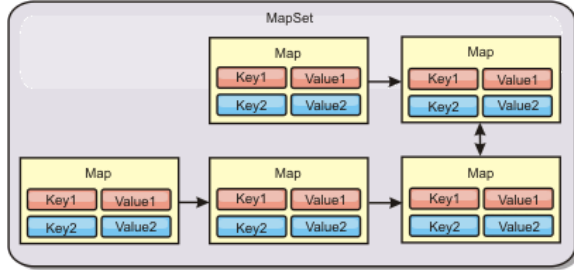 MapSet
Map Map
Key1 Value1 Key1 Value1
Key2 Value2 Key2 Value2
Map Map Map
Key1 Value1 Key1 Value1 Key1 Value1
Key2 Value2 Key2 Value2 Key2 Value2